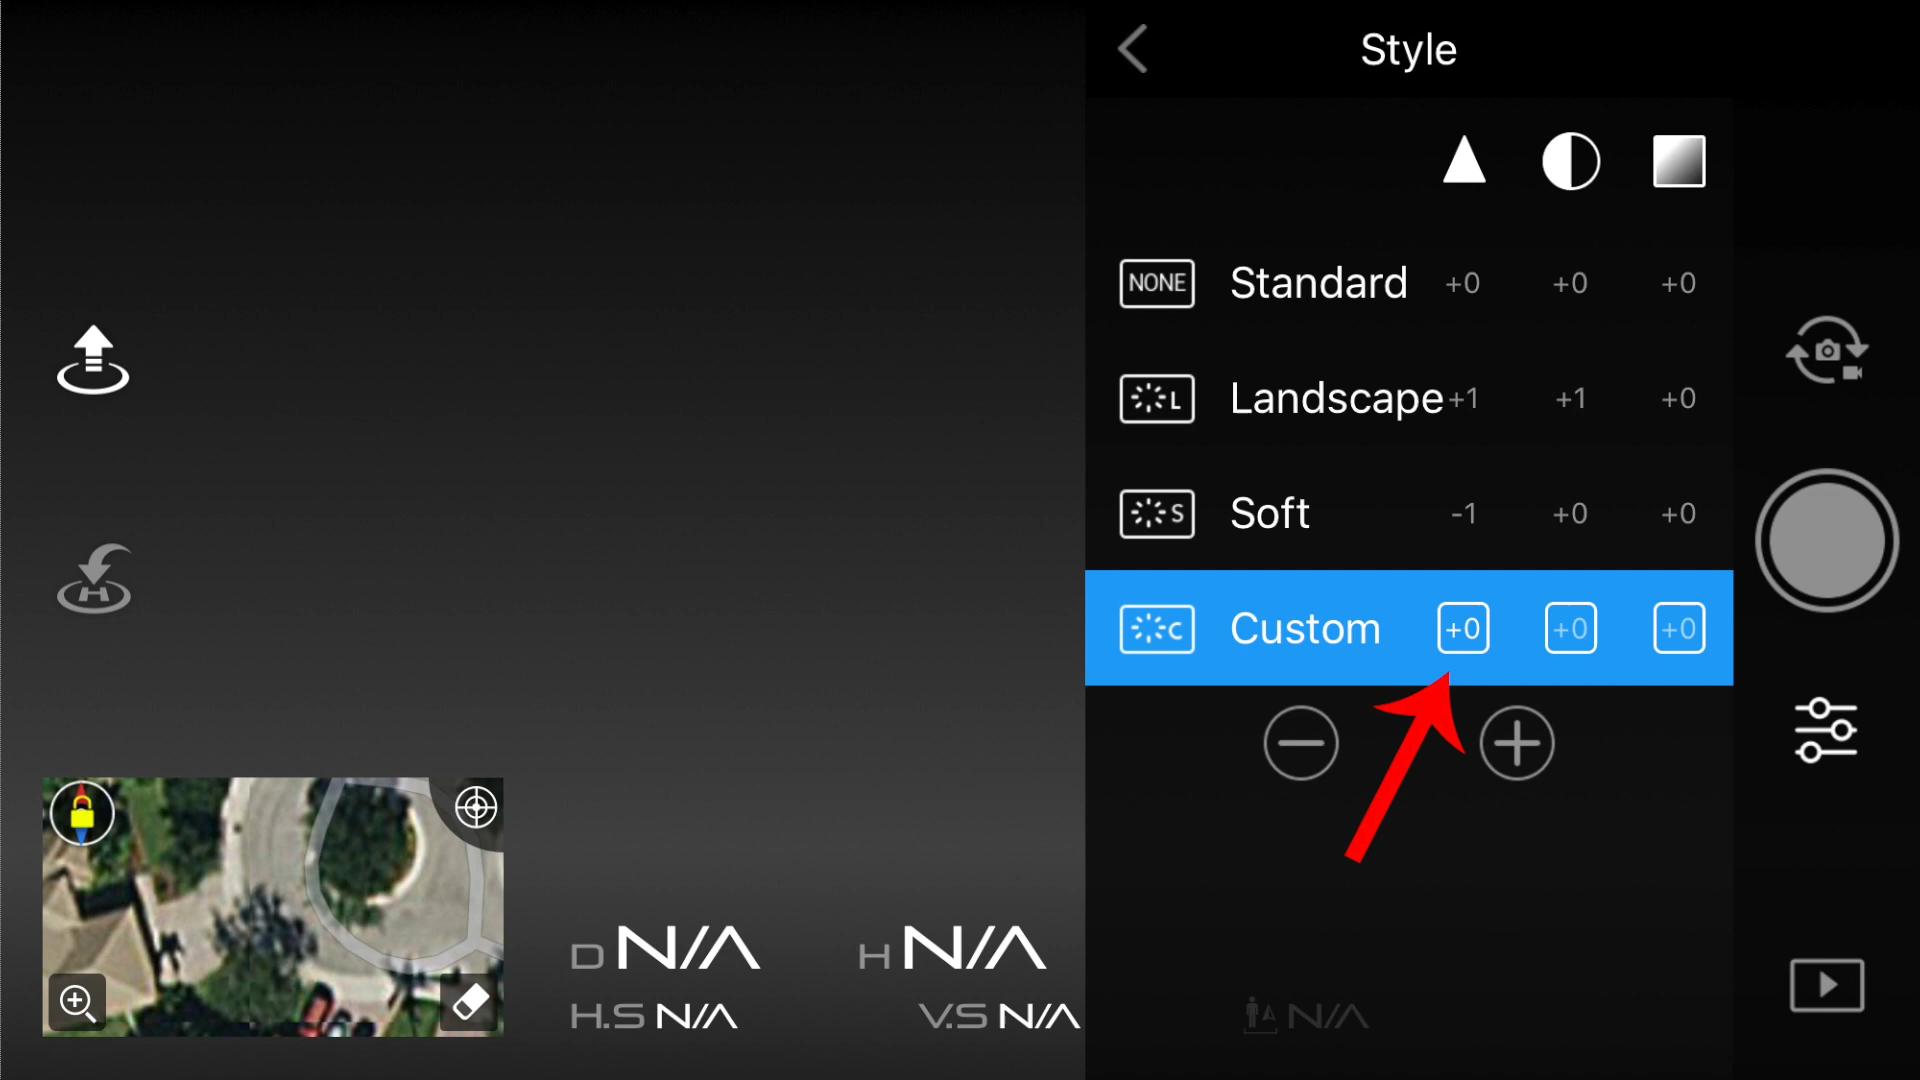 Style
NONE Standard +0 +0 +0
L Landscape +1 +1 +0
S Soft -1 +0 +0
C Custom +0 +0 +0
H
D N/A H N/A
H.S N/A V.S N/A N/A